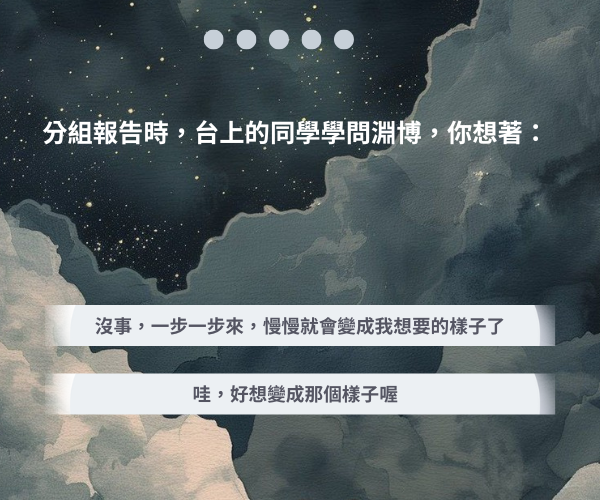 分組報告時，台上的同學學問淵博，你想著：
沒事，一步一步來，慢慢就會變成我想要的樣子了
哇，好想變成那個樣子喔